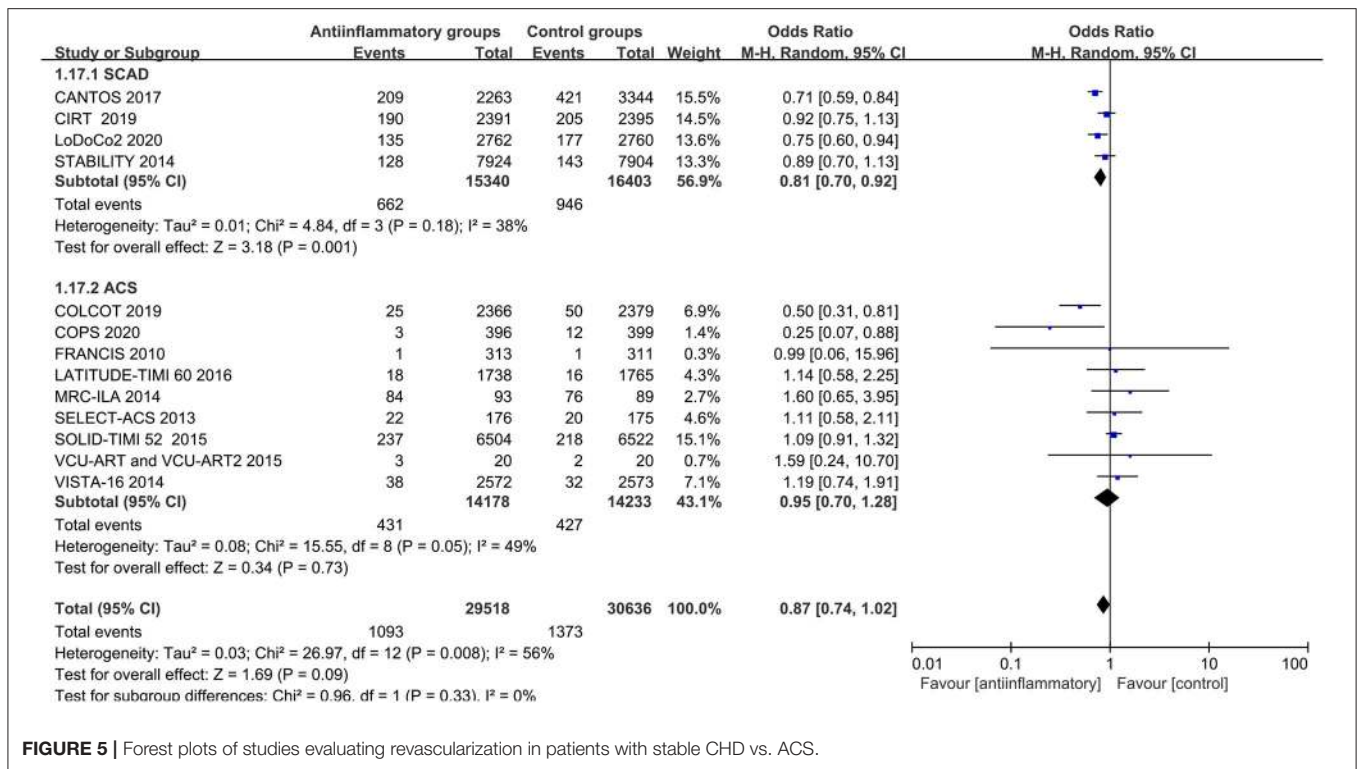 Antiinflammatory groups Control groups Odds Ratio Odds Ratio
Study or Subgroup Events Total Events Total Weight M-H, Random, 95% CI M-H, Random, 95% CI
1.17.1 SCAD
CANTOS 2017 209 2263 421 3344 15.5% 0.71 [0.59, 0.84]
CIRT 2019 190 2391 205 2395 14.5% 0.92 [0.75, 1.13]
LoDoCo2 2020 135 2762 177 2760 13.6% 0.75 [0.60, 0.94]
STABILITY 2014 128 7924 143 7904 13.3% 0.89 [0.70, 1.13]
Subtotal (95% CI) 15340 16403 56.9% 0.81 [0.70, 0.92]
Total events 662 946
Heterogeneity: Tau² = 0.01; Chi² = 4.84, df = 3 (P = 0.18); I² = 38%
Test for overall effect: Z = 3.18 (P = 0.001)
1.17.2 ACS
COLCOT 2019 25 2366 50 2379 6.9% 0.50 [0.31, 0.81]
COPS 2020 3 396 12 399 1.4% 0.25 [0.07, 0.88]
FRANCIS 2010 1 313 1 311 0.3% 0.99 [0.06, 15.96]
LATITUDE-TIMI 60 2016 18 1738 16 1765 4.3% 1.14 [0.58, 2.25]
MRC-ILA 2014 84 93 76 89 2.7% 1.60 [0.65, 3.95]
SELECT-ACS 2013 22 176 20 175 4.6% 1.11 [0.58, 2.11]
SOLID-TIMI 52 2015 237 6504 218 6522 15.1% 1.09 [0.91, 1.32]
VCU-ART and VCU-ART2 2015 3 20 2 20 0.7% 1.59 [0.24, 10.70]
VISTA-16 2014 38 2572 32 2573 7.1% 1.19 [0.74, 1.91]
Subtotal (95% CI) 14178 14233 43.1% 0.95 [0.70, 1.28]
Total events 431 427
Heterogeneity: Tau² = 0.08; Chi² = 15.55, df = 8 (P = 0.05); I² = 49%
Test for overall effect: Z = 0.34 (P = 0.73)
Total (95% CI) 29518 30636 100.0% 0.87 [0.74, 1.02]
Total events 1093 1373
Heterogeneity: Tau² = 0.03; Chi² = 26.97, df = 12 (P = 0.008); I² = 56%
Test for overall effect: Z = 1.69 (P = 0.09)
Test for subgroup differences: Chi² = 0.96, df = 1 (P = 0.33), I² = 0%
0.01 0.1 1 10 100
Favour [antiinflammatory] Favour [control]
FIGURE 5 | Forest plots of studies evaluating revascularization in patients with stable CHD vs. ACS.